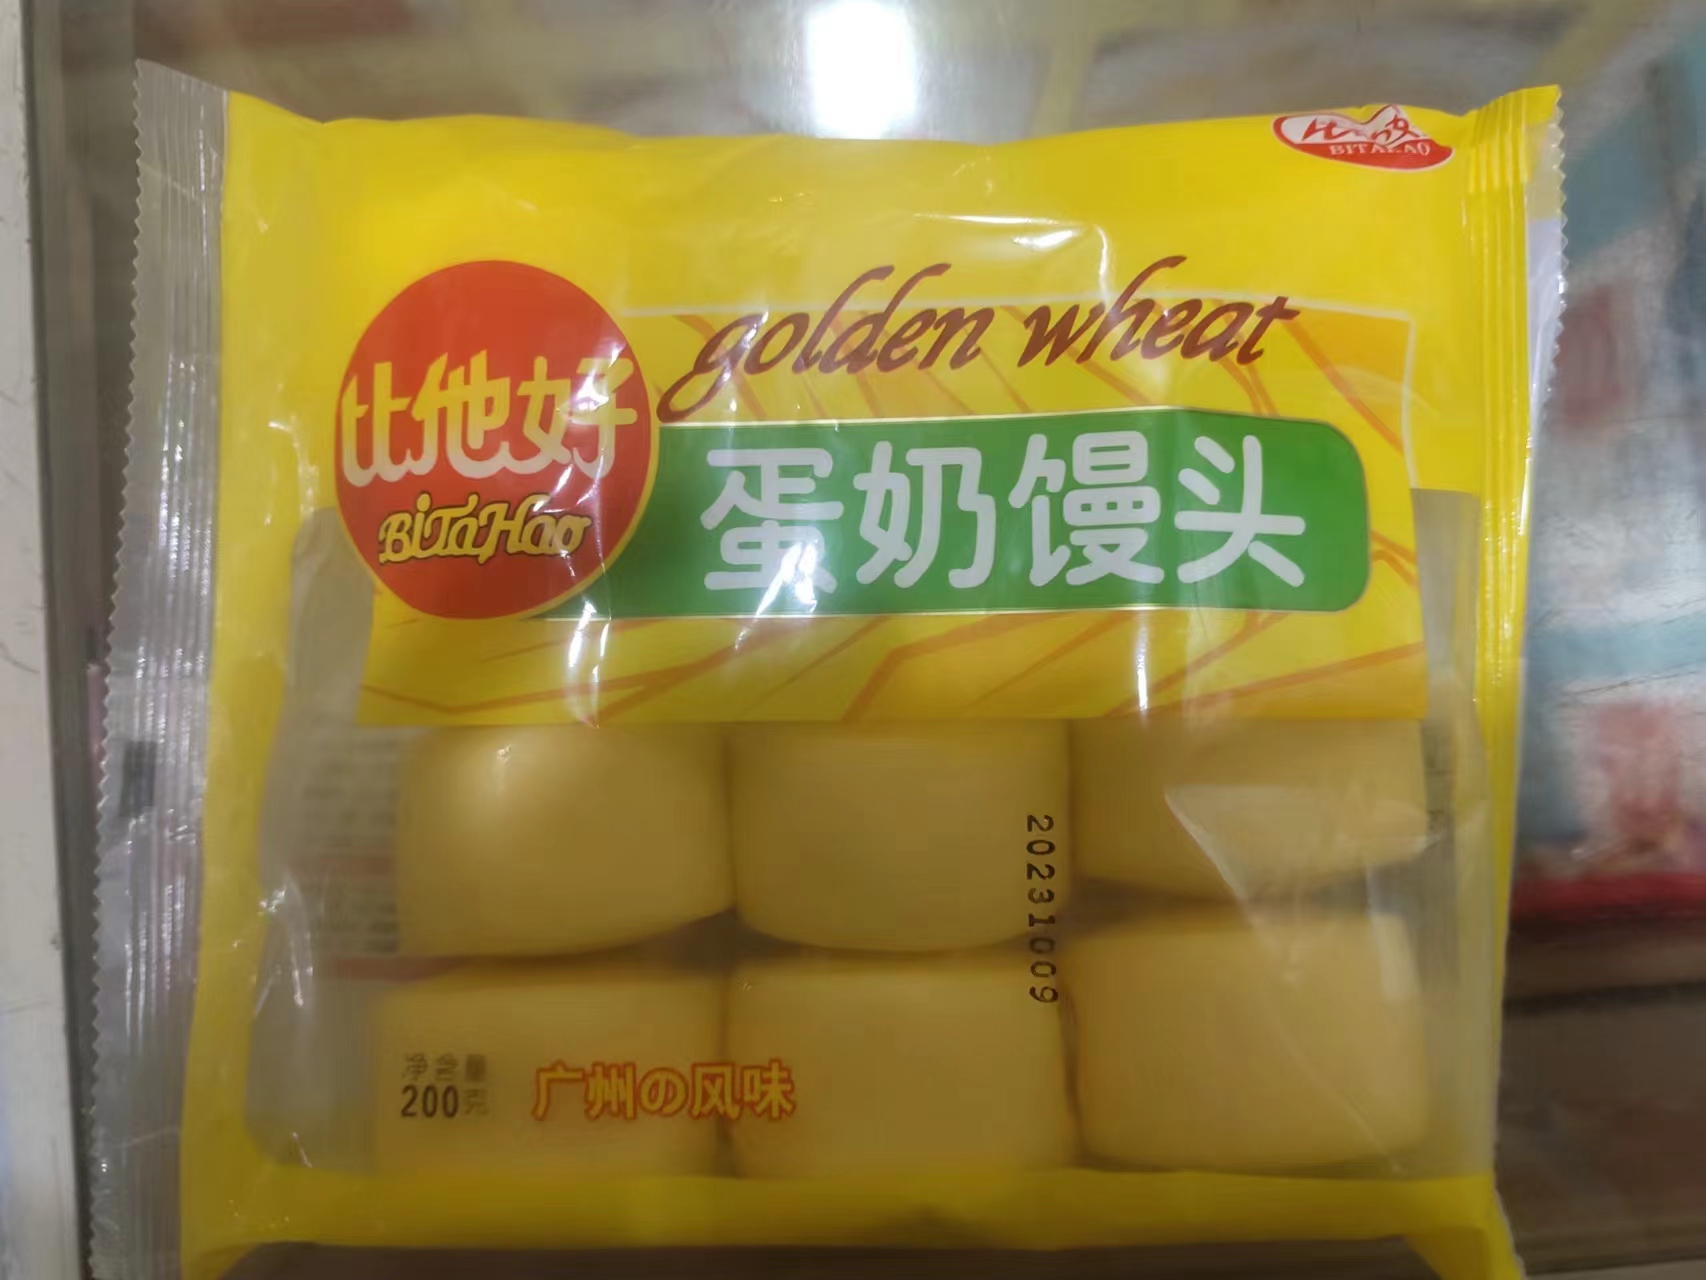 BITAHAO
golden wheat
比他好
BiTaHao
蛋奶馒头
20231009
净含量
200克
广州の风味